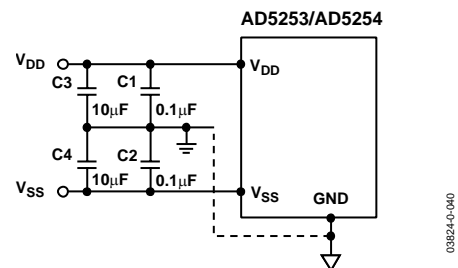 AD5253/AD5254
VDD
C3
C1
VDD
10μF
0.1μF
C4
C2
10μF
0.1μF
VSS
VSS
GND
03824-0-040